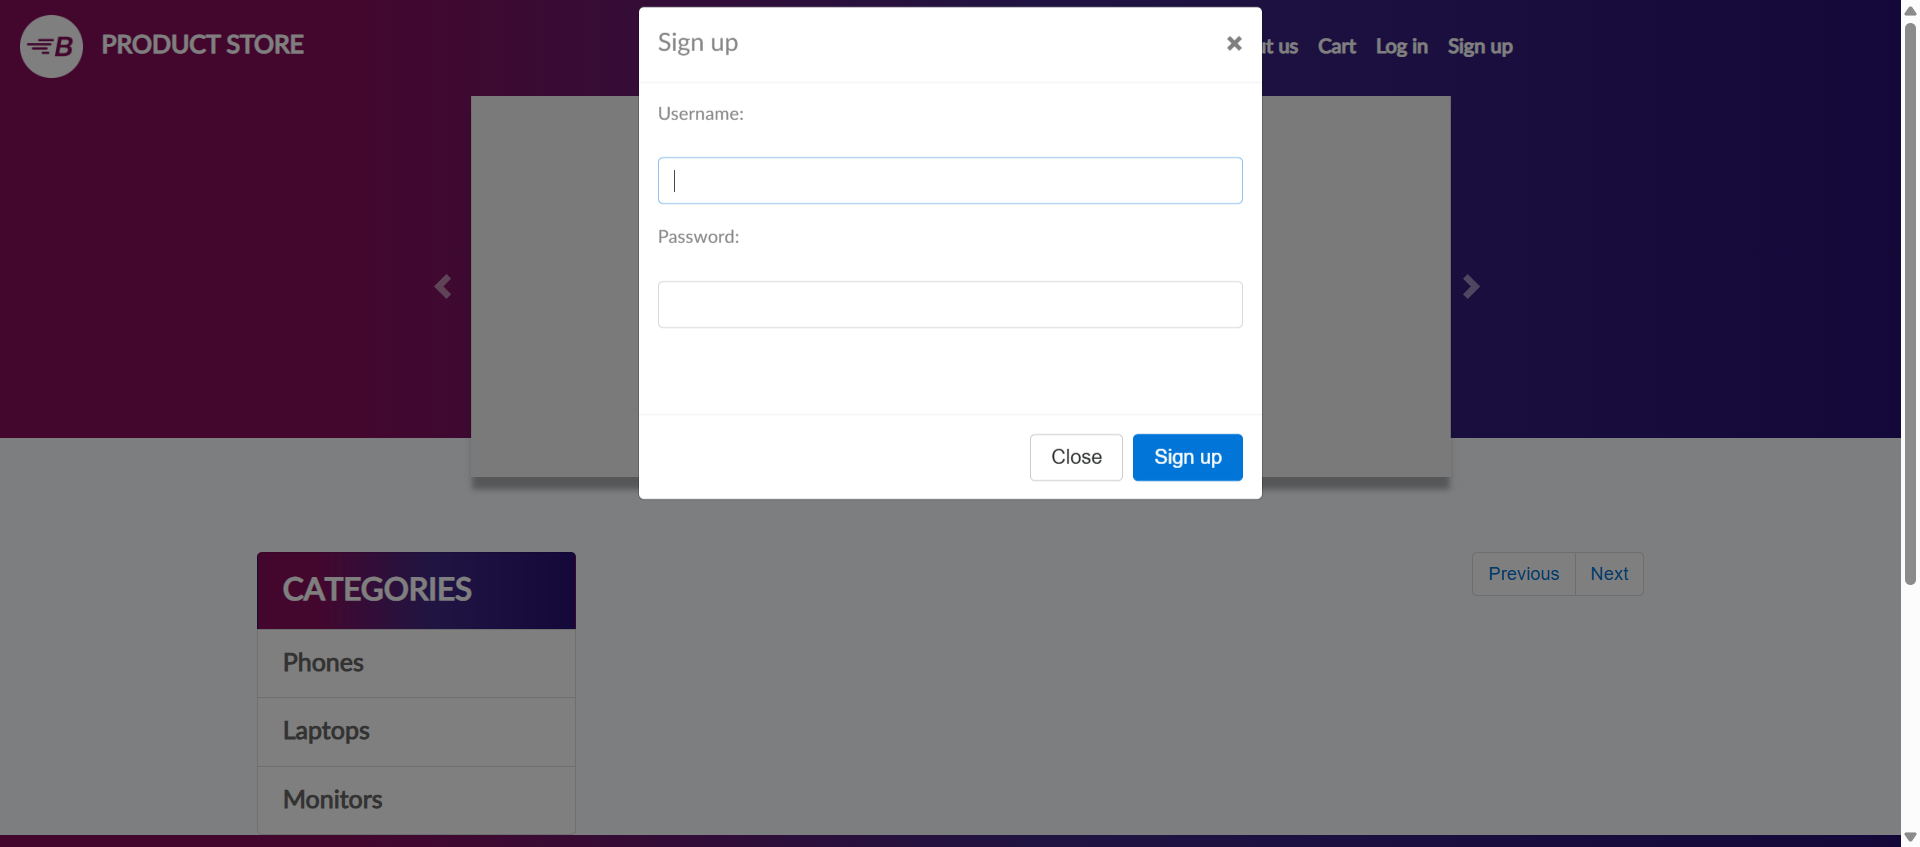 B PRODUCT STORE
ut us Cart Log in Sign up
Sign up ×
Username:
Password:
Close Sign up
CATEGORIES
Phones
Laptops
Monitors
Previous Next